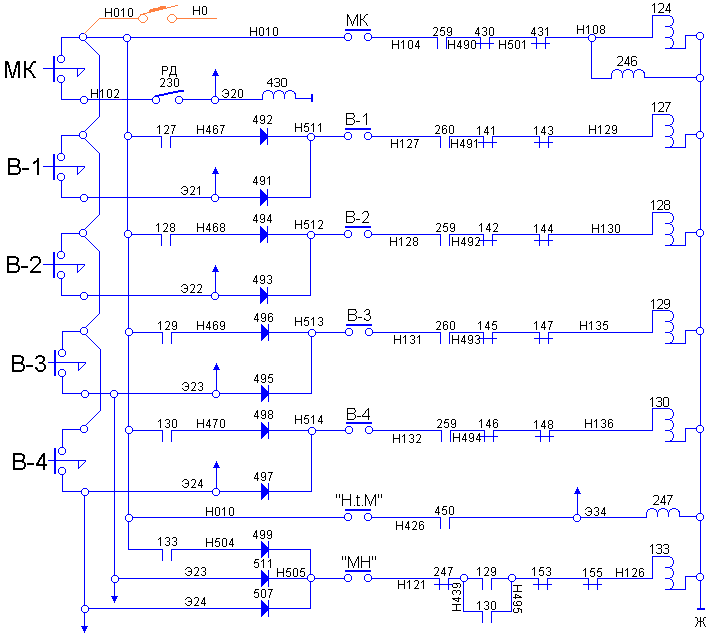 Н010 Н0
124
МК
Н010 Н104 259 Н490 430 Н501 431 Н108
246
МК
РД
230
Н102 Э20 430
127
127 Н467 492 Н511 В-1 Н127 260 Н491 141 143 Н129
В-1
Э21 491
128
128 Н468 494 Н512 В-2 Н128 259 Н492 142 144 Н130
В-2
Э22 493
129
129 Н469 496 Н513 В-3 Н131 260 Н493 145 147 Н135
В-3
Э23 495
130
130 Н470 498 Н514 В-4 Н132 259 Н494 146 148 Н136
В-4
Э24 497
Н010 "Н.t.М" Н426 450 Э34 247
133 Н504 499
133
Э23 511 Н505 "МН" Н121 247 Н439 129 Н495 153 155 Н126
130
Э24 507
Ж